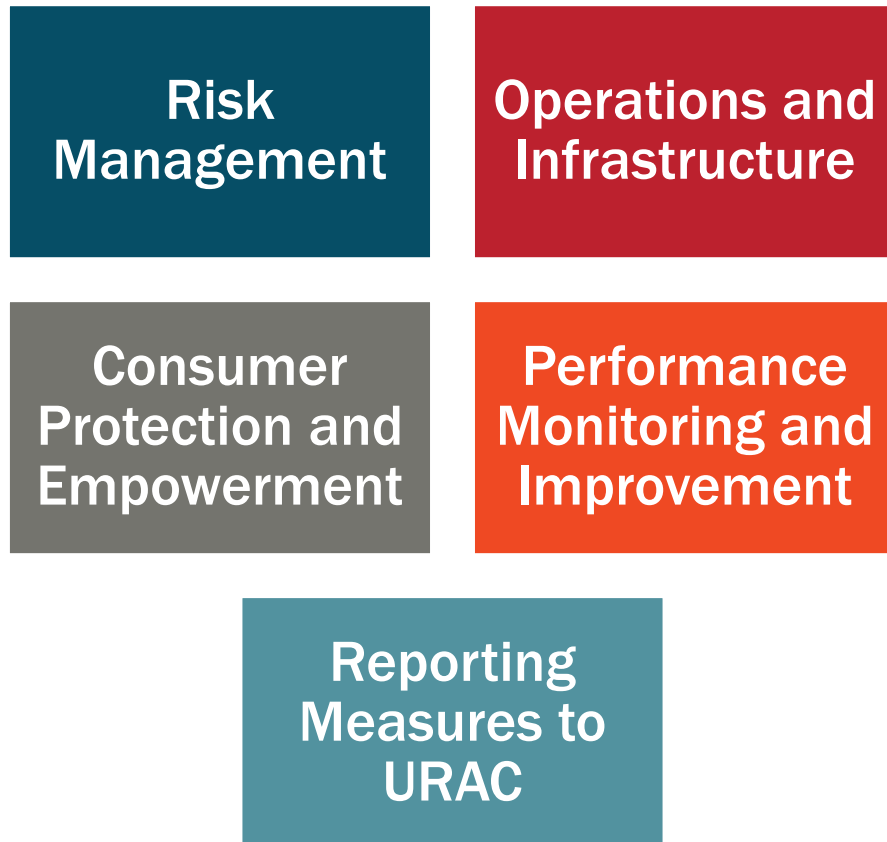 Risk
Management
Operations and
Infrastructure
Consumer
Protection and
Empowerment
Performance
Monitoring and
Improvement
Reporting
Measures to
URAC